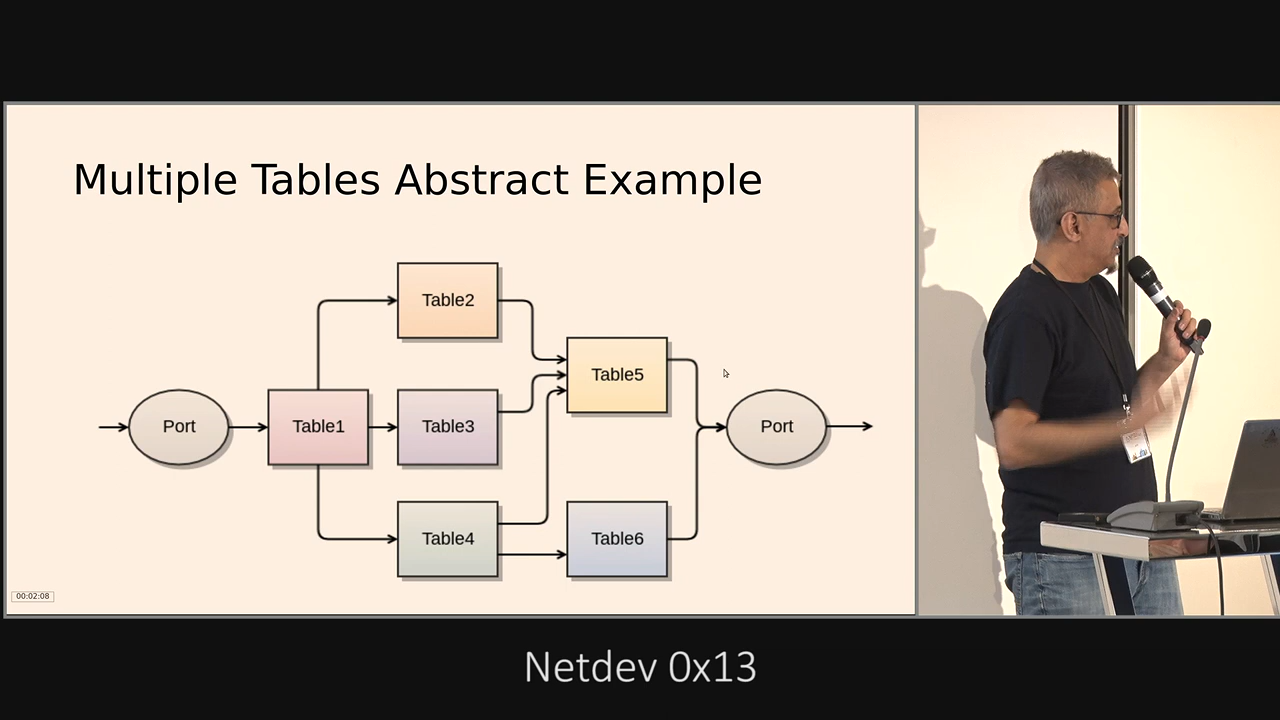 Multiple Tables Abstract Example
Table2
Table5
Port
Table1
Table3
Port
Table4
Table6
00:02:08
Netdev 0x13